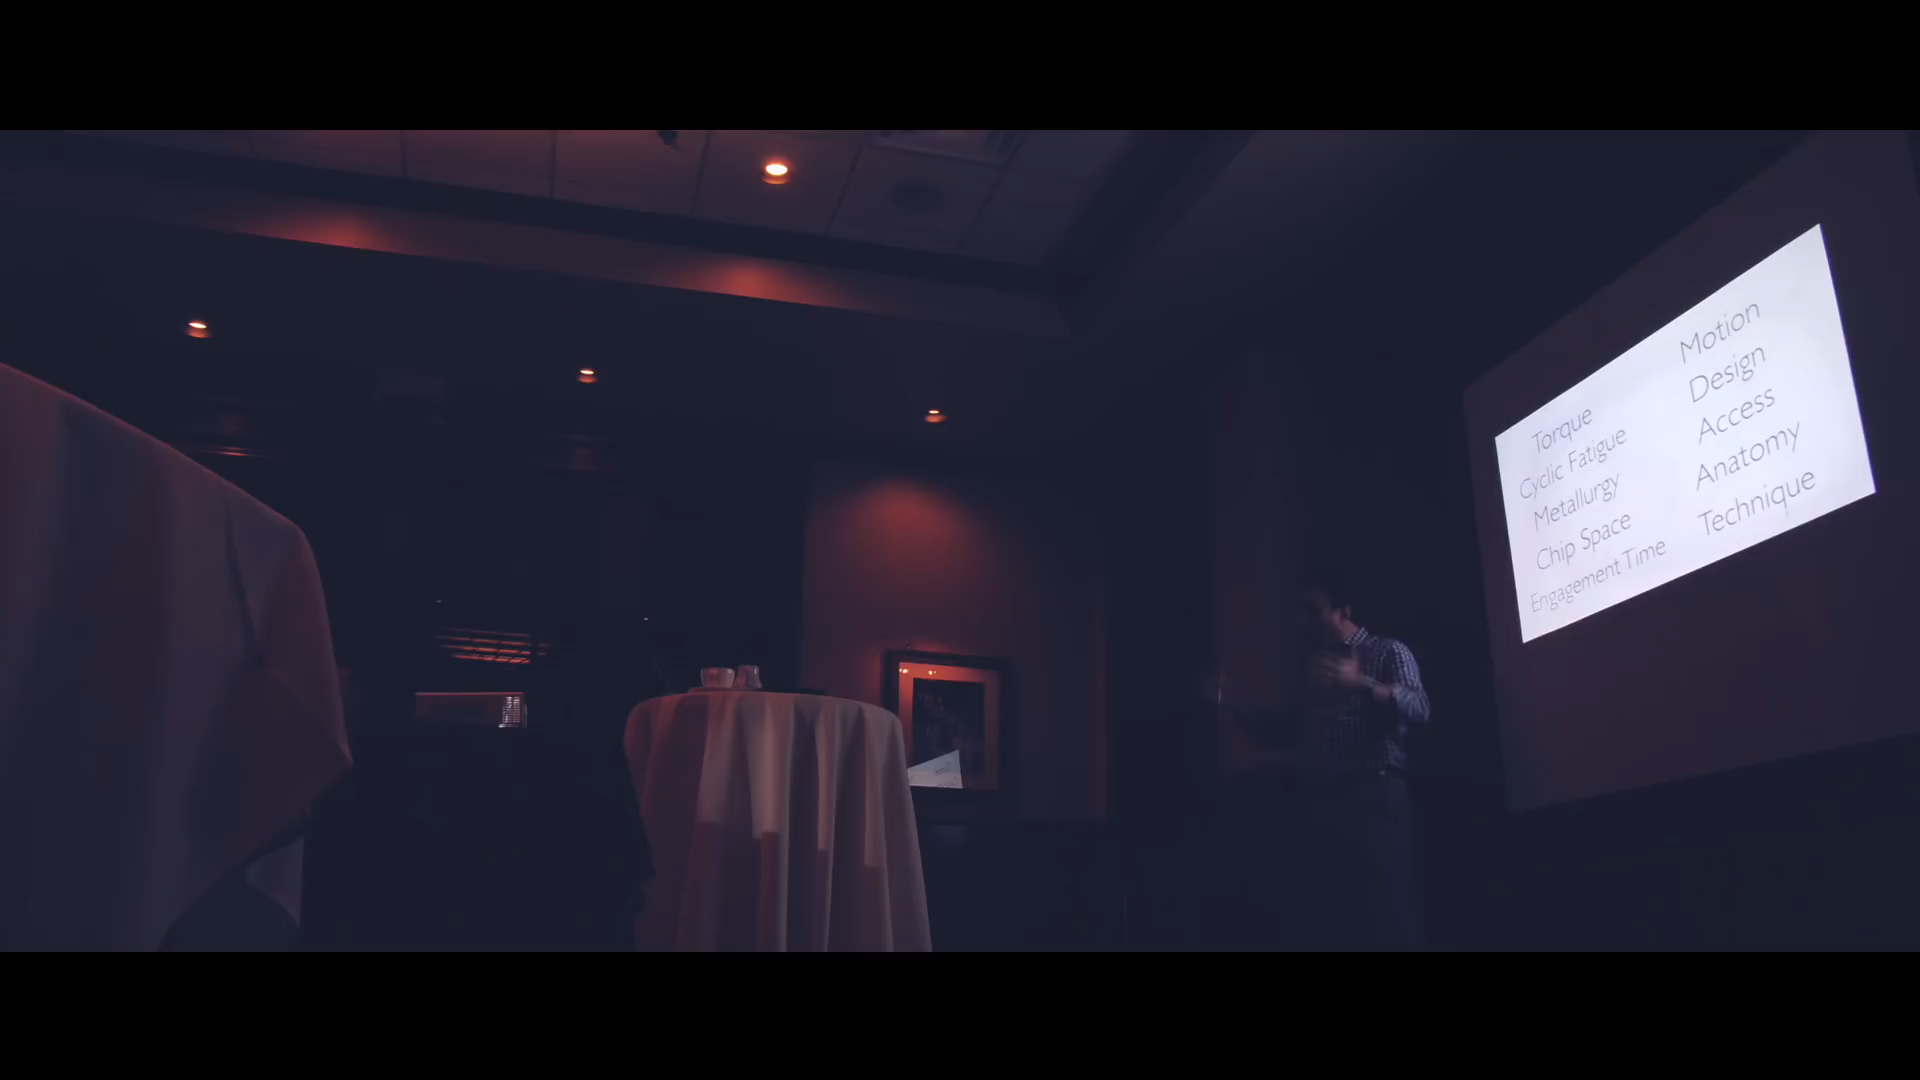 Torque
Cyclic Fatigue
Metallurgy
Chip Space
Engagement Time
Motion
Design
Access
Anatomy
Technique